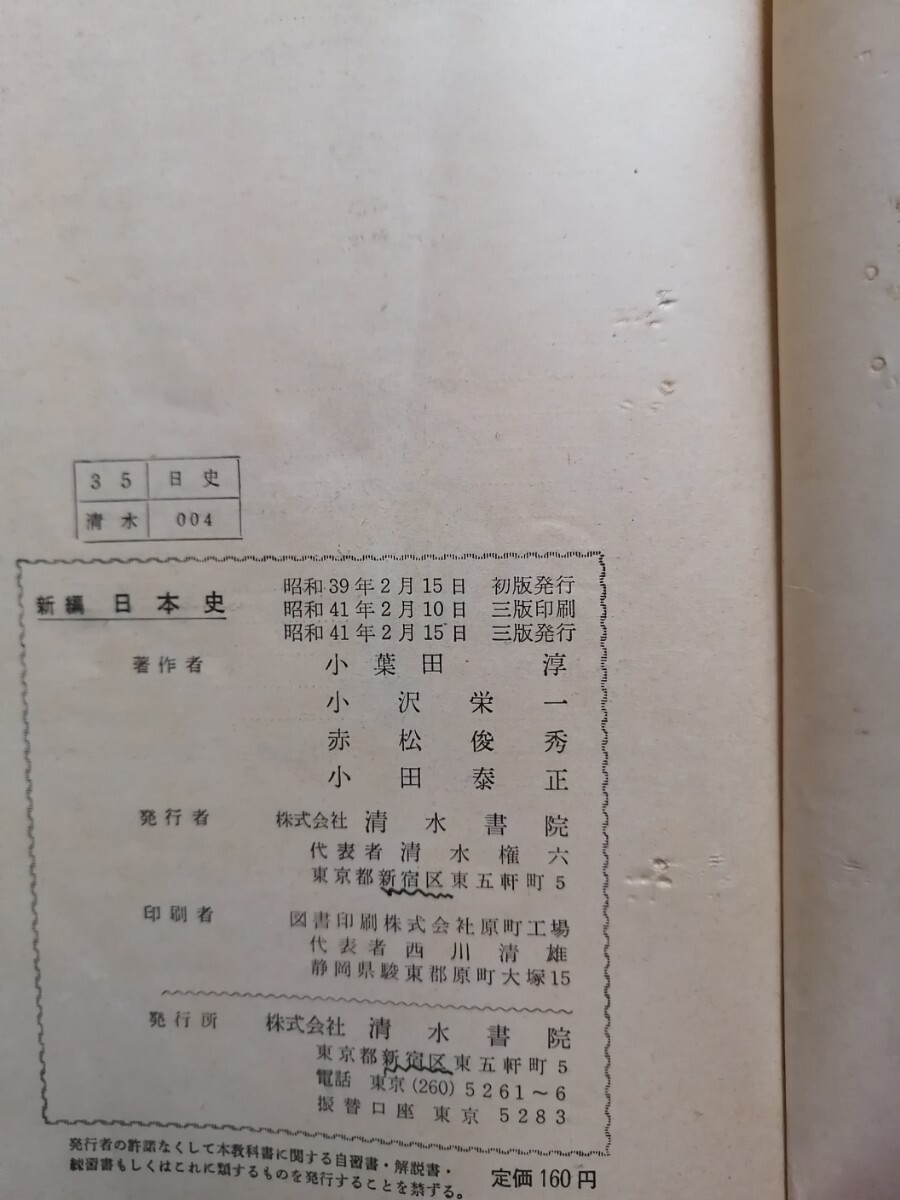 35 日史
清水 004
新編 日本史
昭和39年2月15日 初版発行
昭和41年2月10日 三版印刷
昭和41年2月15日 三版発行
著作者 小葉田 淳
小沢栄一
赤松俊秀
小田泰正
発行者 株式会社 清水書院
代表者 清水権六
東京都新宿区東五軒町5
印刷者 図書印刷株式会社原町工場
代表者 西川清雄
静岡県駿東郡原町大塚15
発行所 株式会社 清水書院
東京都新宿区東五軒町5
電話 東京(260)5261～6
振替口座 東京 5283
発行者の許諾なくして本教科書に関する自習書・解説書・
練習書もしくはこれに類するものを発行することを禁ずる。 定価160円